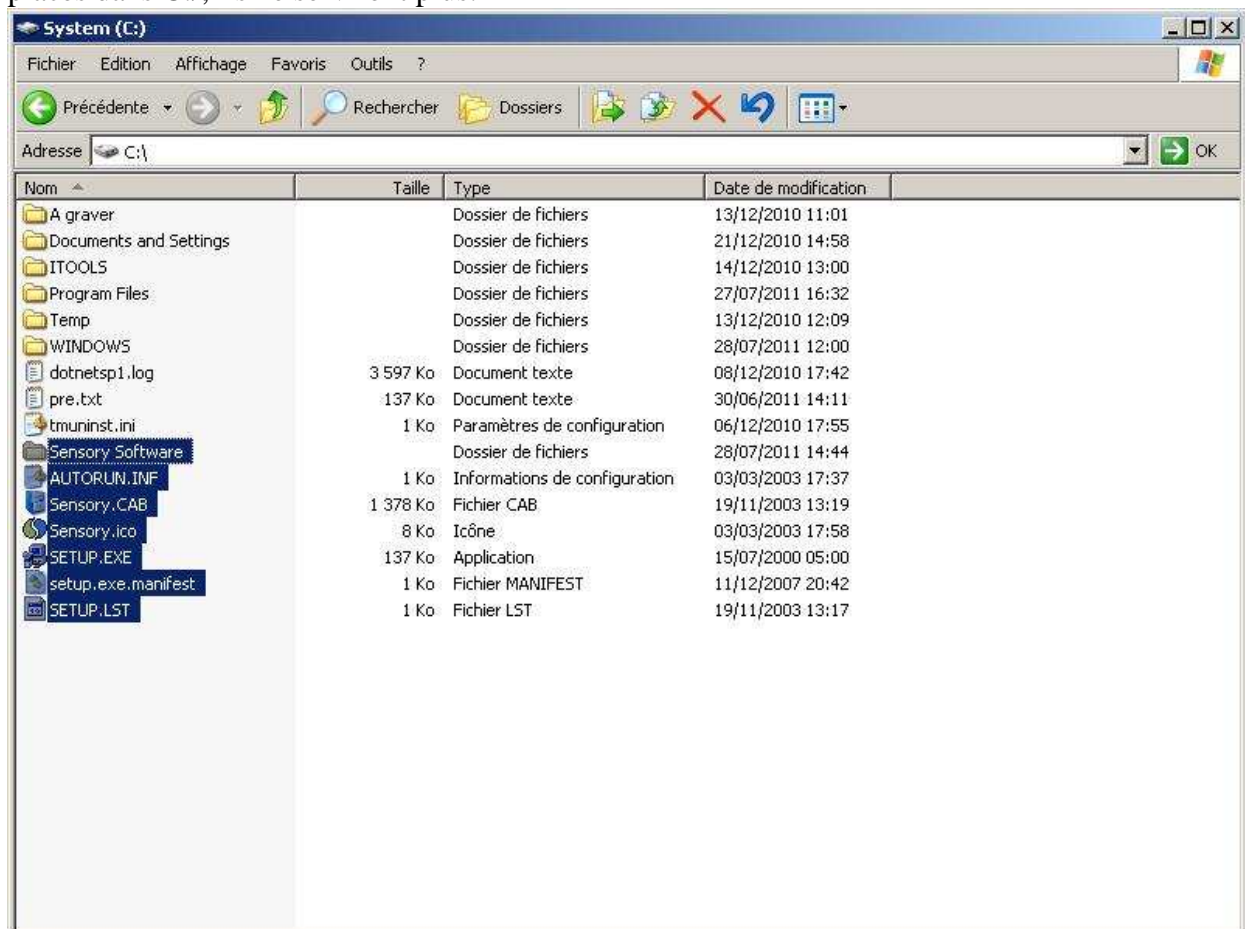 System (C:)
Fichier Edition Affichage Favoris Outils ?
Précédente Rechercher Dossiers
Adresse C:\ OK
Nom Taille Type Date de modification
A graver Dossier de fichiers 13/12/2010 11:01
Documents and Settings Dossier de fichiers 21/12/2010 14:58
ITOOLS Dossier de fichiers 14/12/2010 13:00
Program Files Dossier de fichiers 27/07/2011 16:32
Temp Dossier de fichiers 13/12/2010 12:09
WINDOWS Dossier de fichiers 28/07/2011 12:00
dotnetsp1.log 3 597 Ko Document texte 08/12/2010 17:42
pre.txt 137 Ko Document texte 30/06/2011 14:11
tmuninst.ini 1 Ko Paramètres de configuration 06/12/2010 17:55
Sensory Software Dossier de fichiers 28/07/2011 14:44
AUTORUN.INF 1 Ko Informations de configuration 03/03/2003 17:37
Sensory.CAB 1 378 Ko Fichier CAB 19/11/2003 13:19
Sensory.ico 8 Ko Icône 03/03/2003 17:58
SETUP.EXE 137 Ko Application 15/07/2000 05:00
setup.exe.manifest 1 Ko Fichier MANIFEST 11/12/2007 20:42
SETUP.LST 1 Ko Fichier LST 19/11/2003 13:17